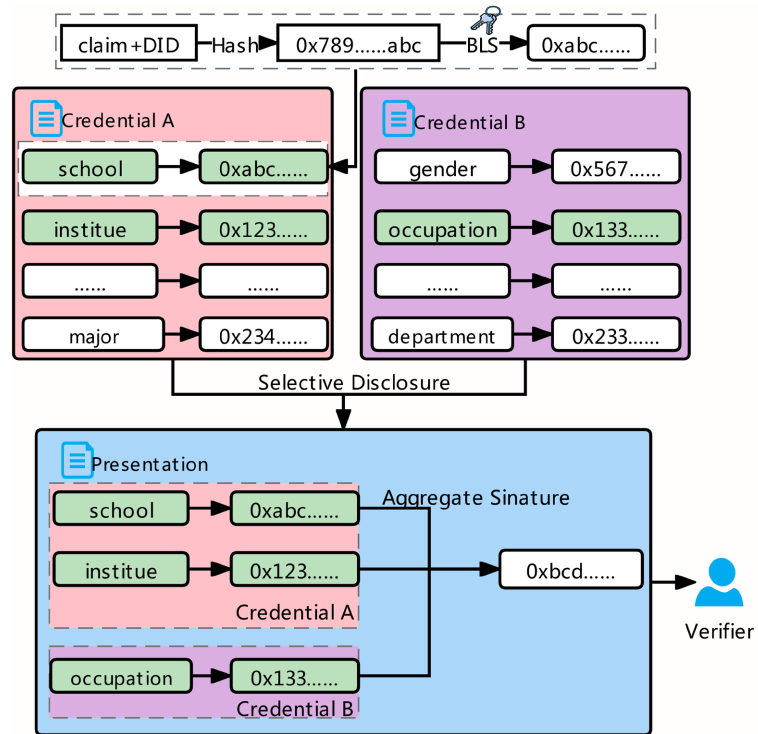 claim+DID Hash 0x789......abc BLS 0xabc......
Credential A
school 0xabc......
institue 0x123......
...... ......
major 0x234......
Credential B
gender 0x567......
occupation 0x133......
...... ......
department 0x233......
Selective Disclosure
Presentation
school 0xabc......
Aggregate Sinature
institue 0x123......
0xbcd......
Credential A
occupation 0x133......
Credential B
Verifier